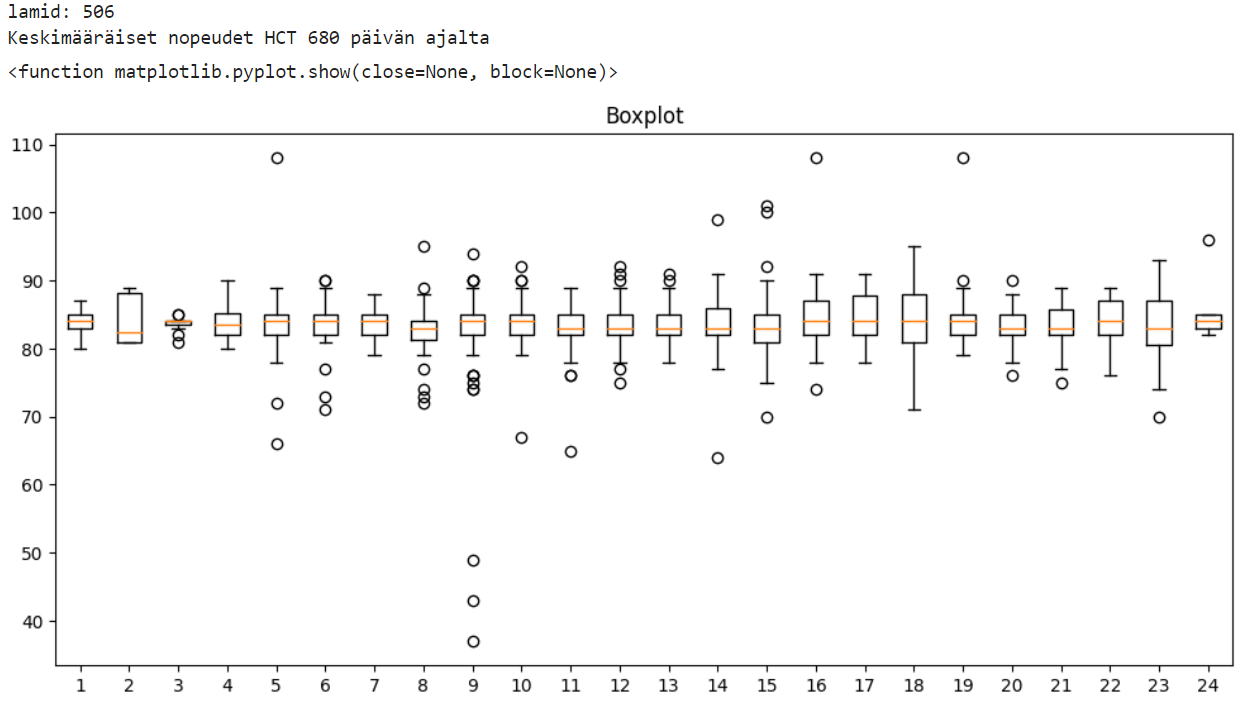 lamid: 506
Keskimääräiset nopeudet HCT 680 päivän ajalta
<function matplotlib.pyplot.show(close=None, block=None)>
Boxplot
110
100
90
80
70
60
50
40
1 2 3 4 5 6 7 8 9 10 11 12 13 14 15 16 17 18 19 20 21 22 23 24